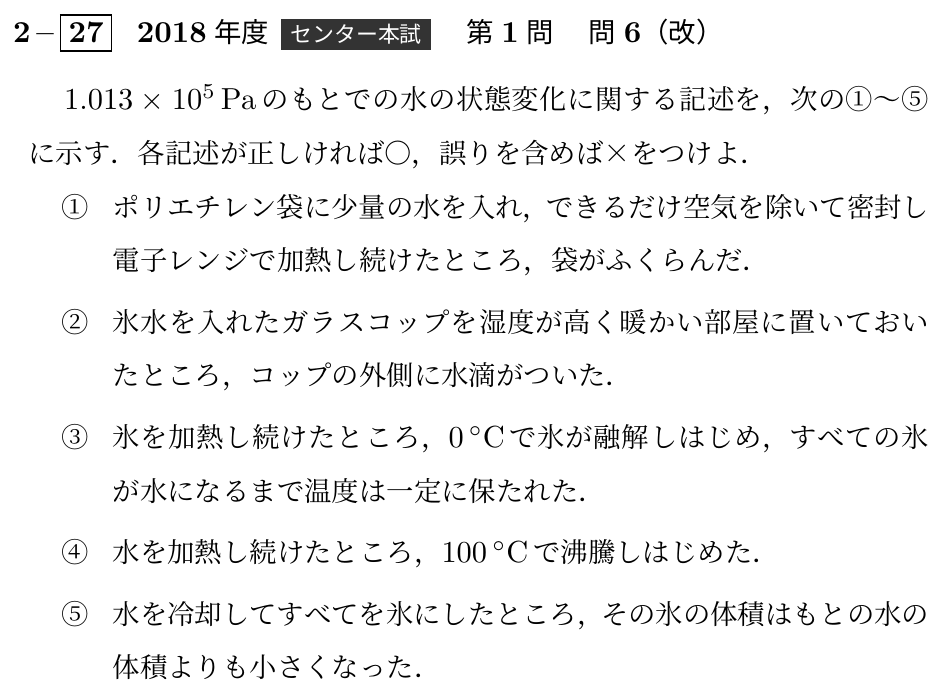 2－27 2018 年度 センター本試 第 1 問 問 6（改）
1.013 × 10⁵ Pa のもとでの水の状態変化に関する記述を，次の①～⑤
に示す．各記述が正しければ○，誤りを含めば×をつけよ．
① ポリエチレン袋に少量の水を入れ，できるだけ空気を除いて密封し
電子レンジで加熱し続けたところ，袋がふくらんだ．
② 氷水を入れたガラスコップを湿度が高く暖かい部屋に置いておい
たところ，コップの外側に水滴がついた．
③ 氷を加熱し続けたところ，0 °C で氷が融解しはじめ，すべての氷
が水になるまで温度は一定に保たれた．
④ 水を加熱し続けたところ，100 °C で沸騰しはじめた．
⑤ 水を冷却してすべてを氷にしたところ，その氷の体積はもとの水の
体積よりも小さくなった．